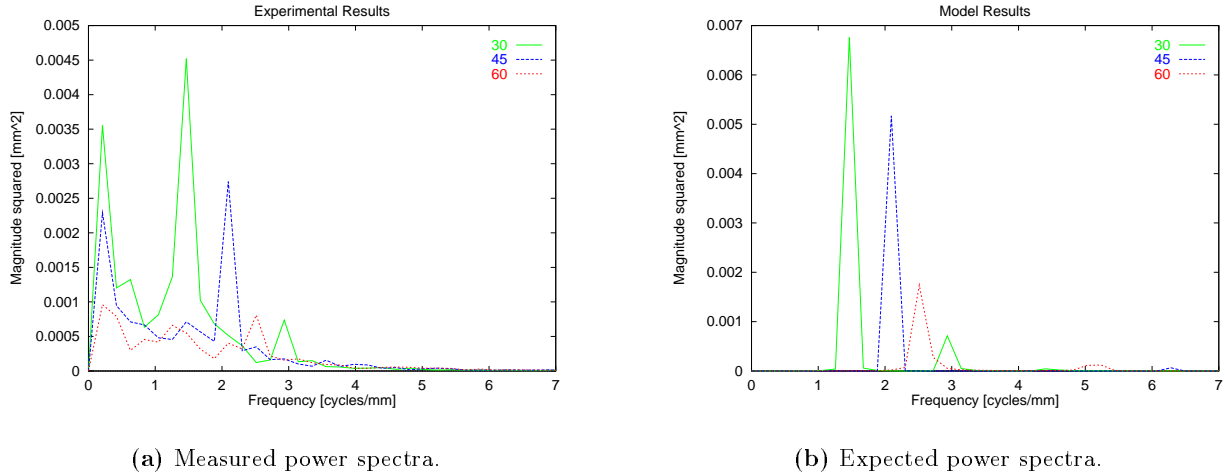 Experimental Results
0.005
0.0045
0.004
0.0035
0.003
0.0025
0.002
0.0015
0.001
0.0005
0
Magnitude squared [mm^2]
30
45
60
0 1 2 3 4 5 6 7
Frequency [cycles/mm]
(a) Measured power spectra.
Model Results
0.007
0.006
0.005
0.004
0.003
0.002
0.001
0
Magnitude squared [mm^2]
30
45
60
0 1 2 3 4 5 6 7
Frequency [cycles/mm]
(b) Expected power spectra.